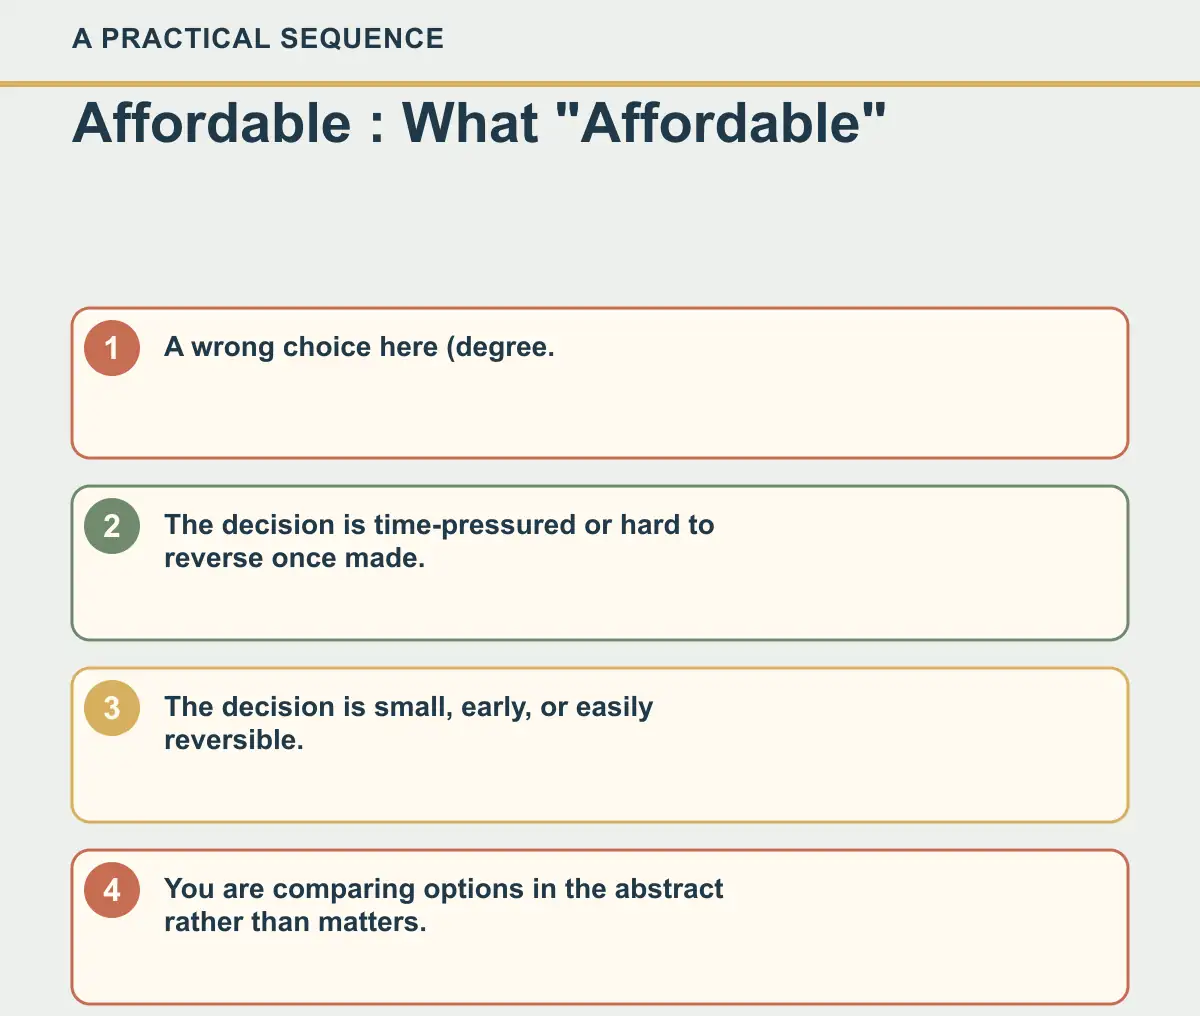 A PRACTICAL SEQUENCE
Affordable : What "Affordable"
1
A wrong choice here (degree.
2
The decision is time-pressured or hard to
reverse once made.
3
The decision is small, early, or easily
reversible.
4
You are comparing options in the abstract
rather than matters.